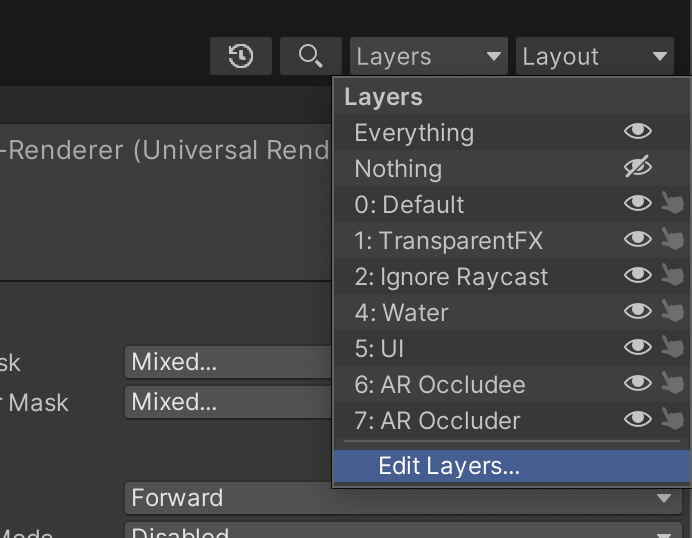 Layers
Layout
Layers
Everything
-Renderer (Universal Rend
Nothing
0: Default
1: TransparentFX
2: Ignore Raycast
4: Water
5: UI
sk
Mixed...
6: AR Occludee
r Mask
Mixed...
7: AR Occluder
Edit Layers...
Forward
Mode
Disabled